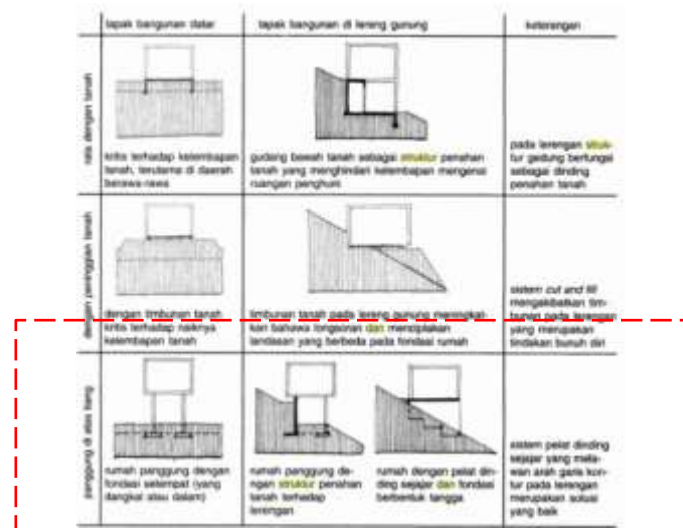 tapak bangunan datar
tapak bangunan di lereng gunung
keterangan
rata dengan tanah
kritis terhadap kelembapan
tanah, terutama di daerah
berawa-rawa
gudang bawah tanah sebagai struktur penahan
tanah yang menghindari kelembapan mengenai
ruangan penghuni
pada lerengan struk-
tur gedung berfungsi
sebagai dinding
penahan tanah
dengan peninggian tanah
dengan timbunan tanah
kritis terhadap naiknya
kelembapan tanah
timbunan tanah pada lereng gunung meningkat-
kan bahawa longsoran dan menciptakan
landasan yang berbeda pada fondasi rumah
sistem cut and fill
mengakibatkan tim-
bunan pada lerengan
yang merupakan
tindakan bunuh diri
panggung di atas tiang
rumah panggung dengan
fondasi setempat (yang
dangkal atau dalam)
rumah panggung de-
ngan struktur penahan
tanah terhadap
lerengan
rumah dengan pelat din-
ding sejajar dan fondasi
berbentuk tangga
sistem pelat dinding
sejajar yang mela-
wan arah garis kon-
tur pada lerengan
merupakan solusi
yang baik